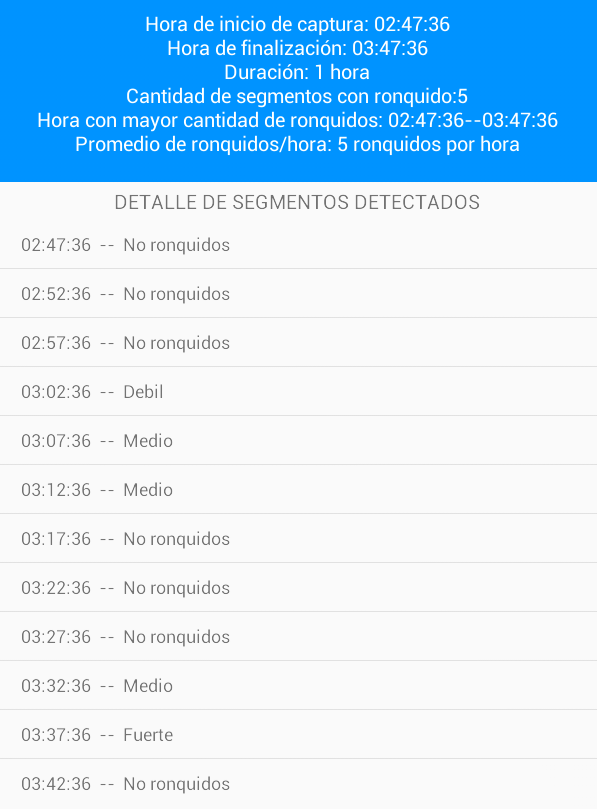 Hora de inicio de captura: 02:47:36
Hora de finalización: 03:47:36
Duración: 1 hora
Cantidad de segmentos con ronquido:5
Hora con mayor cantidad de ronquidos: 02:47:36--03:47:36
Promedio de ronquidos/hora: 5 ronquidos por hora
DETALLE DE SEGMENTOS DETECTADOS
02:47:36 -- No ronquidos
02:52:36 -- No ronquidos
02:57:36 -- No ronquidos
03:02:36 -- Debil
03:07:36 -- Medio
03:12:36 -- Medio
03:17:36 -- No ronquidos
03:22:36 -- No ronquidos
03:27:36 -- No ronquidos
03:32:36 -- Medio
03:37:36 -- Fuerte
03:42:36 -- No ronquidos